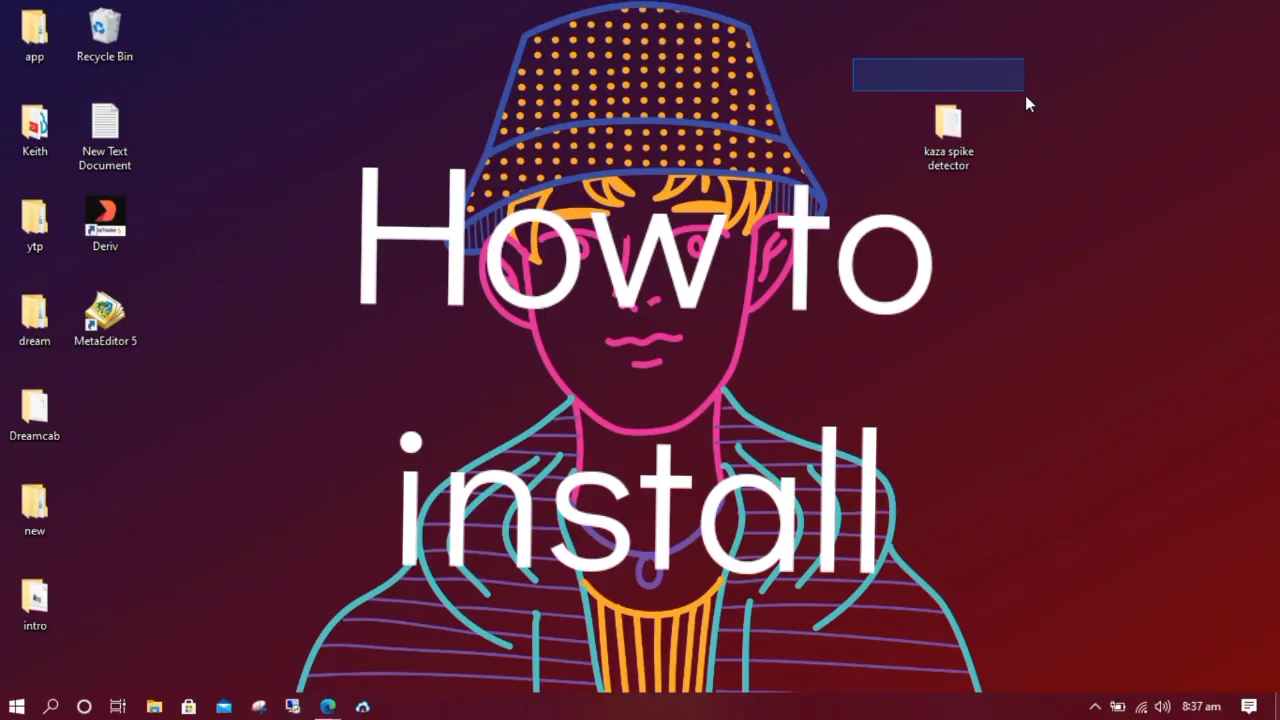 app
Recycle Bin
Keith
New Text
Document
kaza spike
detector
ytp
Deriv
dream
MetaEditor 5
Dreamcab
new
intro
How to
install
8:37 am